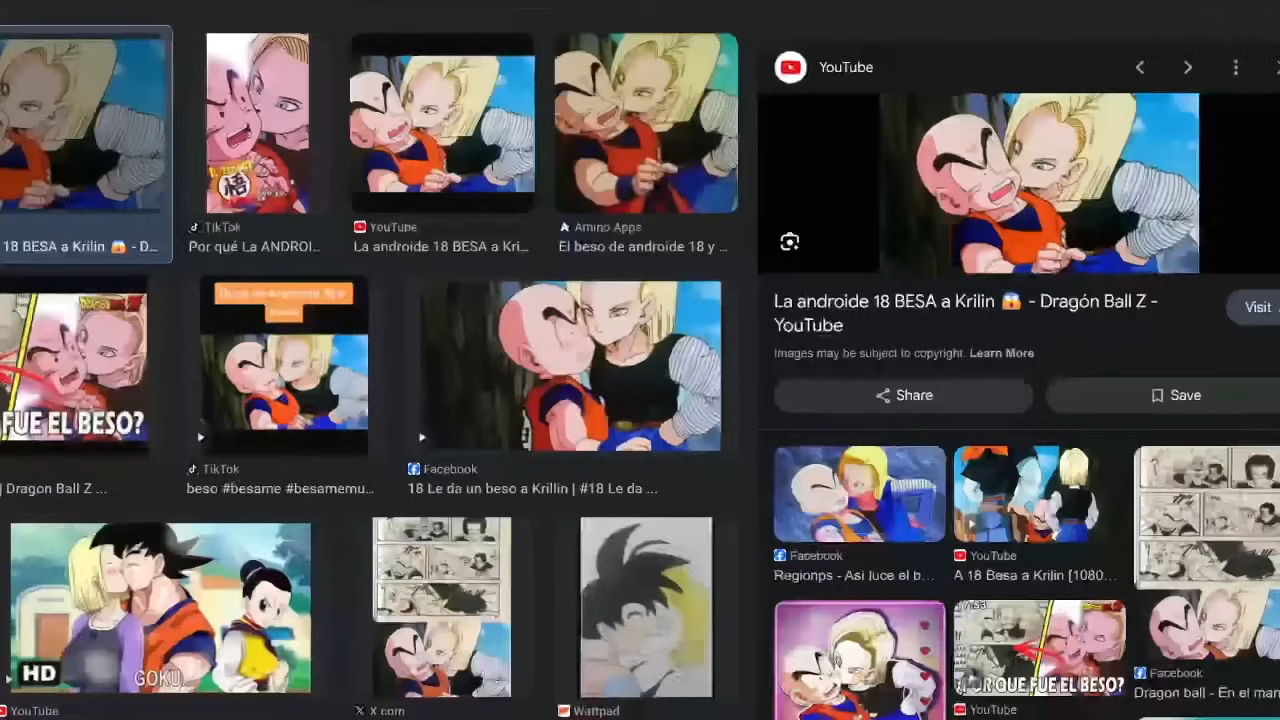 18 BESA a Krilin 😱 - D...
TikTok
Por qué La ANDROI...
YouTube
La androide 18 BESA a Kri...
Amino Apps
El beso de androide 18 y ...
FUE EL BESO?
| Dragon Ball Z ...
TikTok
beso #besame #besamemu...
Facebook
18 Le da un beso a Krillin | #18 Le da ...
HD
GOKU
YouTube
X.com
Wattpad
YouTube
La androide 18 BESA a Krilin 😱 - Dragón Ball Z -
YouTube
Visit
Images may be subject to copyright. Learn More
Share
Save
Facebook
Regionps - Asi luce el b...
YouTube
A 18 Besa a Krilin [1080...
POR QUE FUE EL BESO?
YouTube
Facebook
Dragon ball - En el man